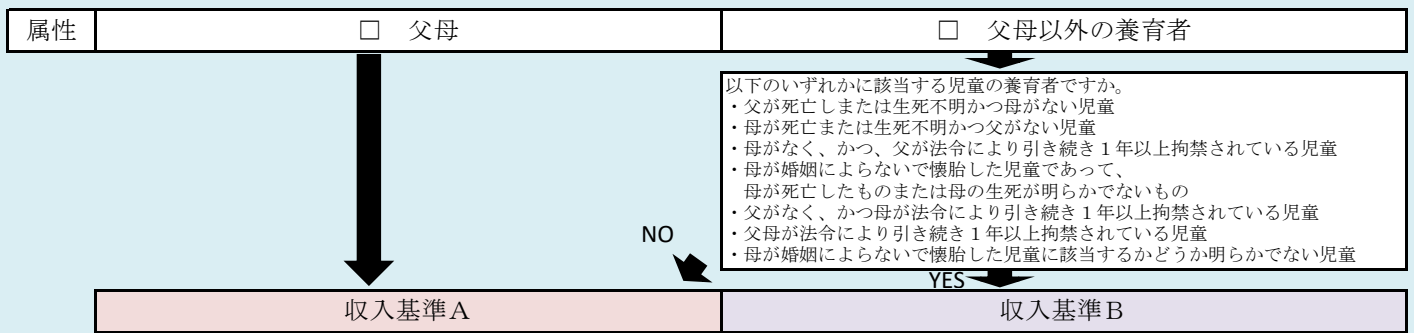 属性
□ 父母
□ 父母以外の養育者
以下のいずれかに該当する児童の養育者ですか。
・父が死亡しまたは生死不明かつ母がない児童
・母が死亡または生死不明かつ父がない児童
・母がなく、かつ、父が法令により引き続き１年以上拘禁されている児童
・母が婚姻によらないで懐胎した児童であって、
母が死亡したものまたは母の生死が明らかでないもの
・父がなく、かつ母が法令により引き続き１年以上拘禁されている児童
・父母が法令により引き続き１年以上拘禁されている児童
・母が婚姻によらないで懐胎した児童に該当するかどうか明らかでない児童
NO
YES
収入基準Ａ
収入基準Ｂ